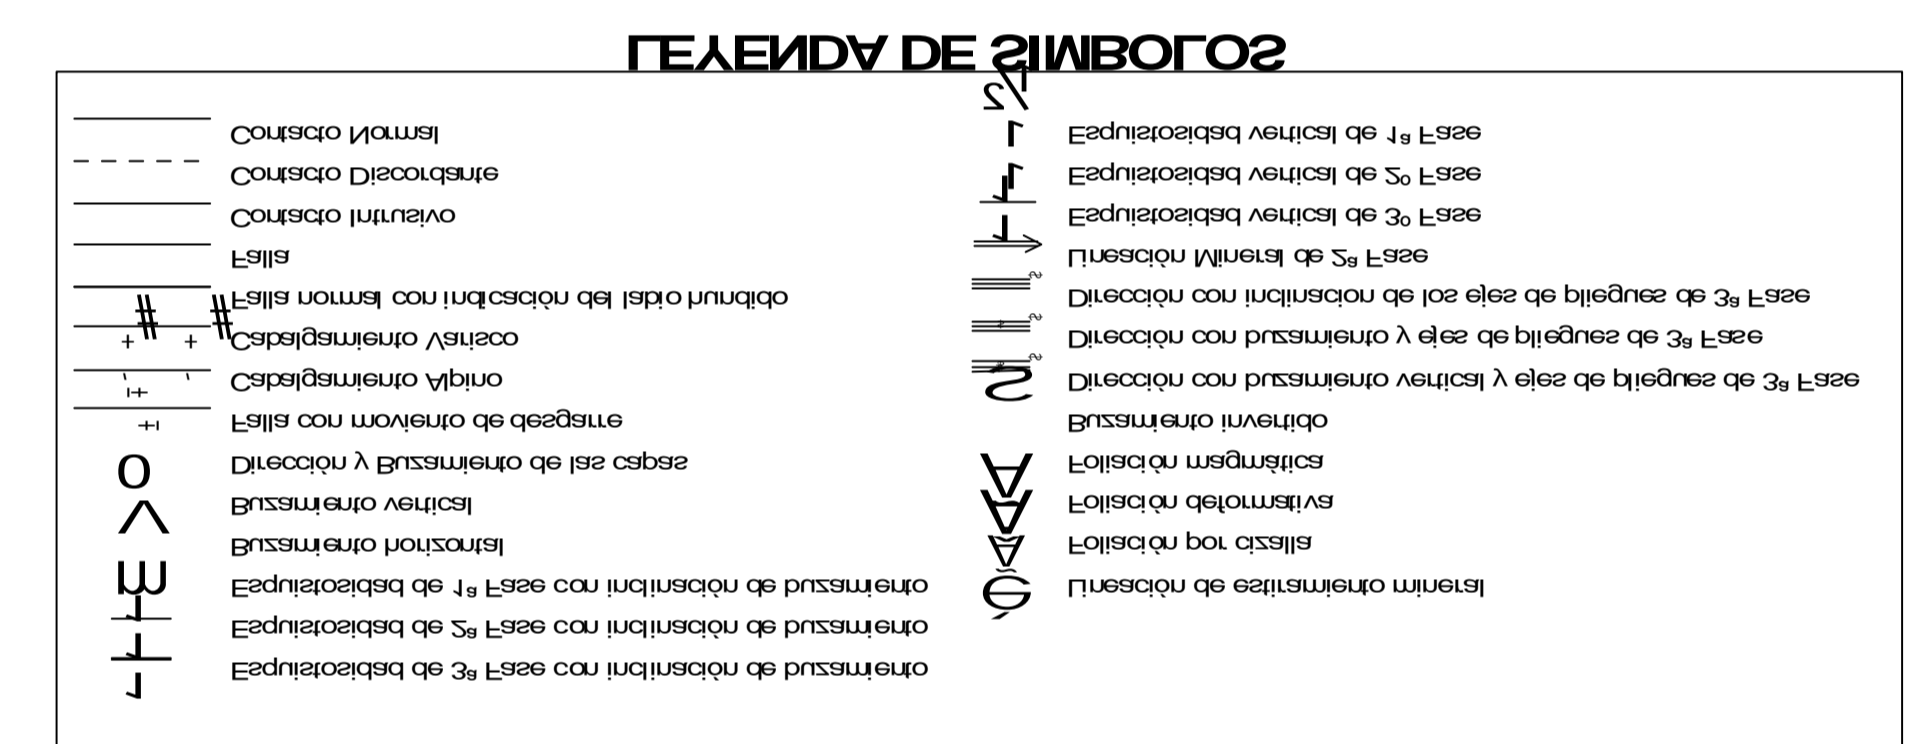 LEYENDA DE SIMBOLOS
Contacto Normal
Contacto Discordante
Contacto Intrusivo
Falla
Falla normal con indicación del labio hundido
Cabalgamiento Varisco
Cabalgamiento Alpino
Falla con moviento de desgarre
Dirección y Buzamiento de las capas
Buzamiento vertical
Buzamiento horizontal
Esquistosidad de 1ª Fase con inclinación de buzamiento
Esquistosidad de 2ª Fase con inclinación de buzamiento
Esquistosidad de 3ª Fase con inclinación de buzamiento
Esquistosidad vertical de 1ª Fase
Esquistosidad vertical de 2º Fase
Esquistosidad vertical de 3º Fase
Lineación Mineral de 2ª Fase
Dirección con inclinacion de los ejes de pliegues de 3ª Fase
Dirección con buzamiento y ejes de pliegues de 3ª Fase
Dirección con buzamiento vertical y ejes de pliegues de 3ª Fase
Buzamiento invertido
Foliación magmática
Foliación deformativa
Foliación por cizalla
Lineación de estiramiento mineral